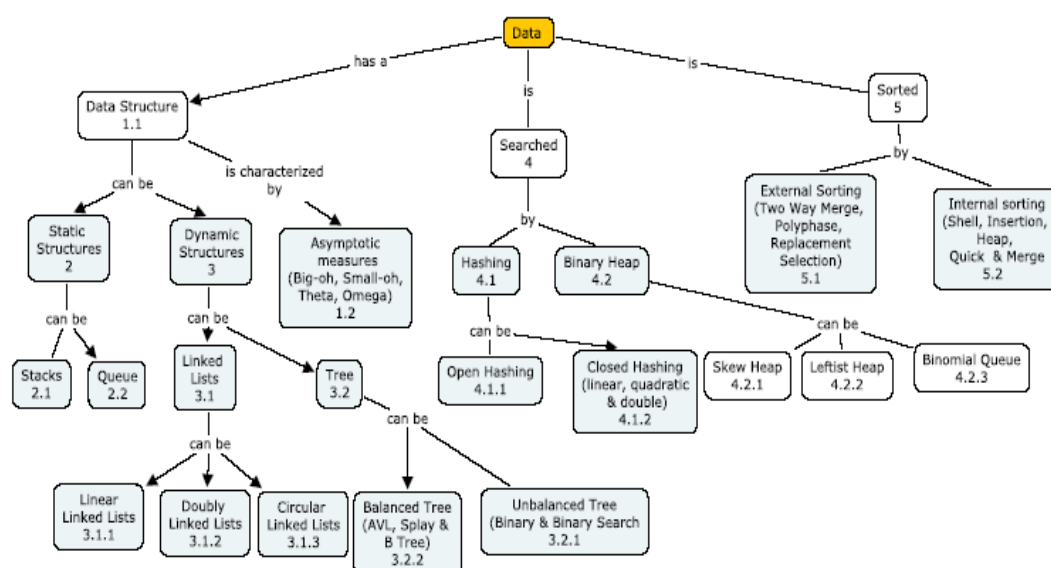 Data
has a
is
is
Data Structure
1.1
Searched
4
Sorted
5
can be
is characterized
by
by
by
Static
Structures
2
Dynamic
Structures
3
Asymptotic
measures
(Big-oh, Small-oh,
Theta, Omega)
1.2
Hashing
4.1
Binary Heap
4.2
External Sorting
(Two Way Merge,
Polyphase,
Replacement
Selection)
5.1
Internal sorting
(Shell, Insertion,
Heap,
Quick & Merge
5.2
can be
can be
can be
can be
Stacks
2.1
Queue
2.2
Linked
Lists
3.1
Tree
3.2
Open Hashing
4.1.1
Closed Hashing
(linear, quadratic
& double)
4.1.2
Skew Heap
4.2.1
Leftist Heap
4.2.2
Binomial Queue
4.2.3
can be
can be
Linear
Linked Lists
3.1.1
Doubly
Linked Lists
3.1.2
Circular
Linked Lists
3.1.3
Balanced Tree
(AVL, Splay &
B Tree)
3.2.2
Unbalanced Tree
(Binary & Binary Search
3.2.1